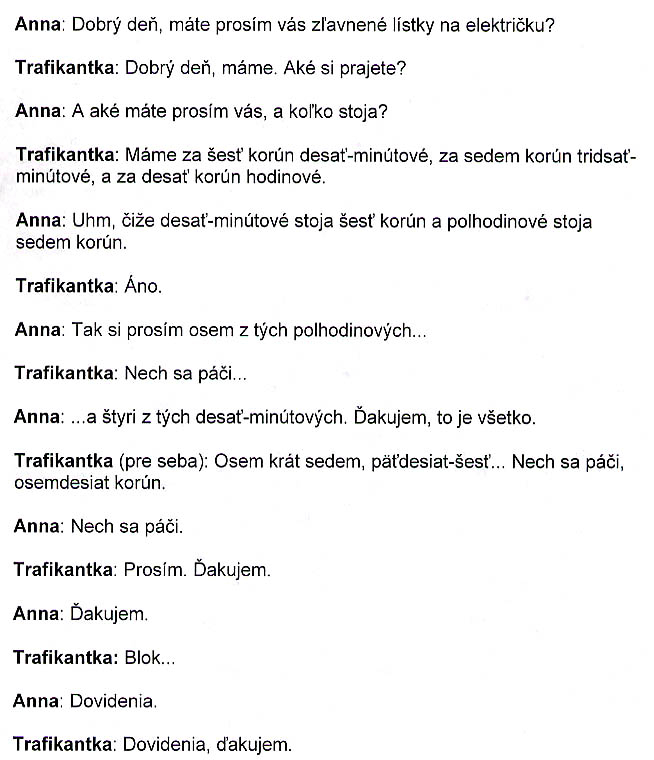 Anna: Dobrý deň, máte prosím vás zľavnené lístky na električku?
Trafikantka: Dobrý deň, máme. Aké si prajete?
Anna: A aké máte prosím vás, a koľko stoja?
Trafikantka: Máme za šesť korún desať-minútové, za sedem korún tridsať-
minútové, a za desať korún hodinové.
Anna: Uhm, čiže desať-minútové stoja šesť korún a polhodinové stoja
sedem korún.
Trafikantka: Áno.
Anna: Tak si prosím osem z tých polhodinových...
Trafikantka: Nech sa páči...
Anna: ...a štyri z tých desať-minútových. Ďakujem, to je všetko.
Trafikantka (pre seba): Osem krát sedem, päťdesiat-šesť... Nech sa páči,
osemdesiat korún.
Anna: Nech sa páči.
Trafikantka: Prosím. Ďakujem.
Anna: Ďakujem.
Trafikantka: Blok...
Anna: Dovidenia.
Trafikantka: Dovidenia, ďakujem.